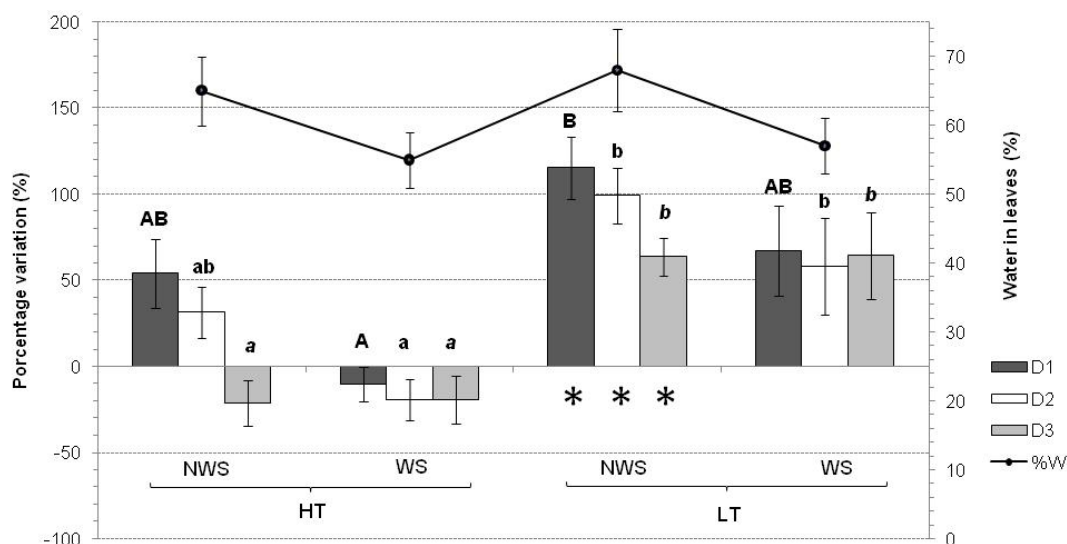 200
150
100
50
0
-50
-100
Porcentage variation (%)
B
b
b
AB
b
b
AB
ab
a
A
a
a
* * *
NWS WS NWS WS
HT LT
70
60
50
40
30
20
10
0
Water in leaves (%)
D1
D2
D3
%W